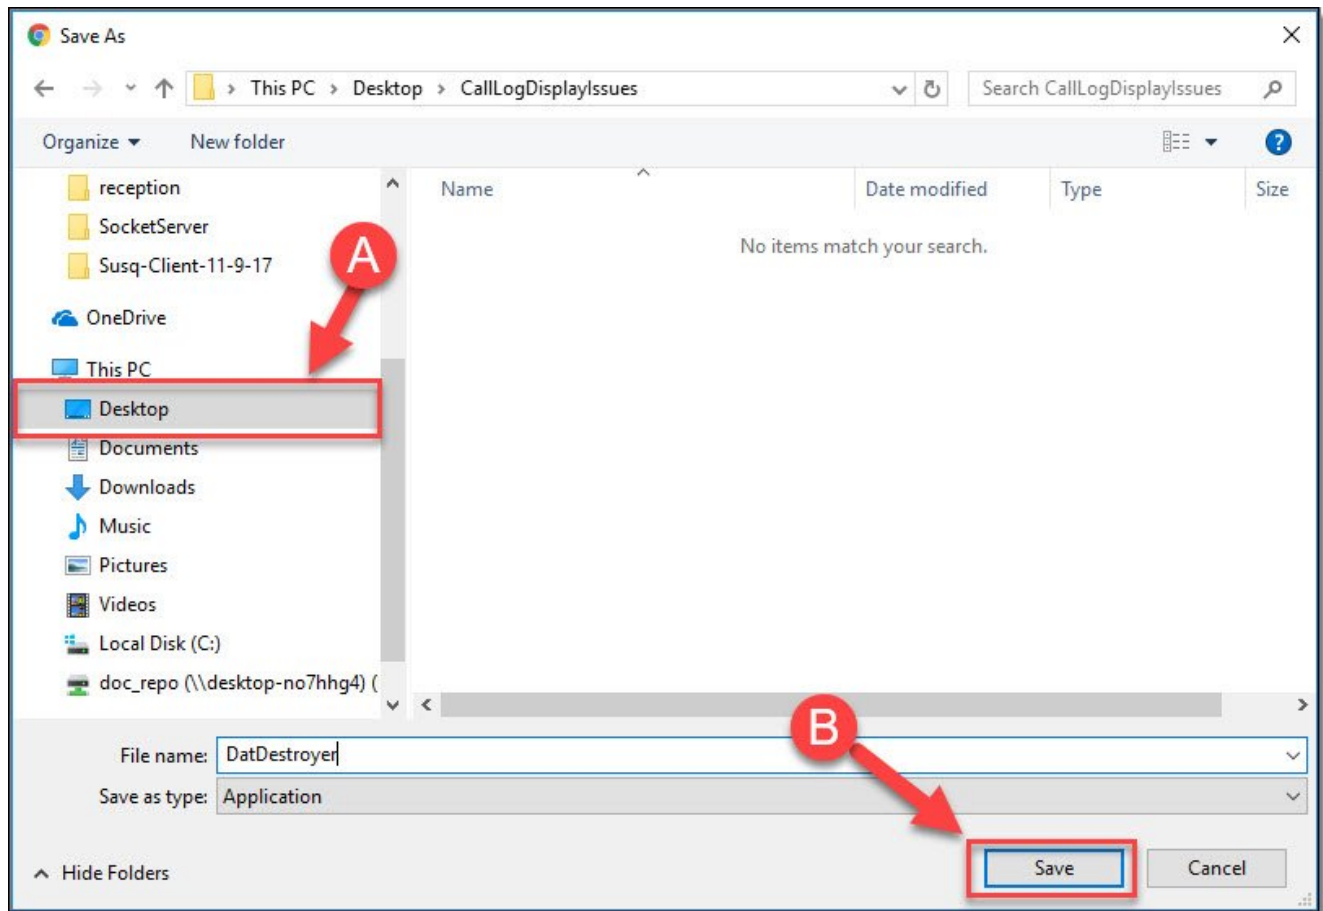 Save As
This PC > Desktop > CallLogDisplayIssues
Search CallLogDisplayIssues
Organize
New folder
?
reception
SocketServer
Susq-Client-11-9-17
OneDrive
This PC
Desktop
Documents
Downloads
Music
Pictures
Videos
Local Disk (C:)
doc_repo (\\desktop-no7hhg4) (
A
Name
Date modified
Type
Size
No items match your search.
B
File name: DatDestroyer
Save as type: Application
Hide Folders
Save
Cancel